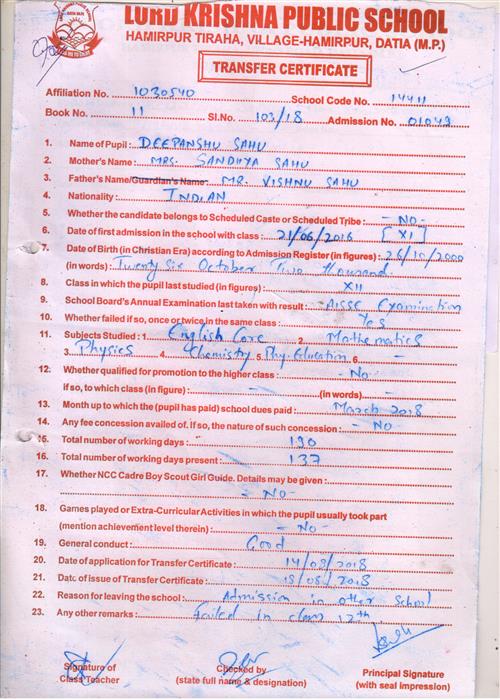 LORD KRISHNA PUBLIC SCHOOL
HAMIRPUR TIRAHA, VILLAGE-HAMIRPUR, DATIA (M.P.)
TRANSFER CERTIFICATE
Affiliation No. 1030540 School Code No. 14411
Book No. 11 Sl.No. 103/18 Admission No. 01049
1. Name of Pupil : DEEPANSHU SAHU
2. Mother's Name : MRS. SANDHYA SAHU
3. Father's Name/Guardian's Name: MR. VISHNU SAHU
4. Nationality : INDIAN
5. Whether the candidate belongs to Scheduled Caste or Scheduled Tribe : - NO -
6. Date of first admission in the school with class : 21/06/2016 [XI]
7. Date of Birth (in Christian Era) according to Admission Register (in figures) : 26/10/2000
(in words) : Twenty Six October Two thousand
8. Class in which the pupil last studied (in figures) : XII
9. School Board's Annual Examination last taken with result : AISSE Examination
10. Whether failed if so, once or twice, in the same class : Yes
11. Subjects Studied : 1. English Core 2. Mathematics
3. Physics 4. Chemistry 5. Phy. Education 6. -
12. Whether qualified for promotion to the higher class : - No -
if so, to which class (in figure) : - (in words) -
13. Month up to which the (pupil has paid) school dues paid : March 2018
14. Any fee concession availed of. if so, the nature of such concession : - NO -
15. Total number of working days : 190
16. Total number of working days present : 137
17. Whether NCC Cadre Boy Scout Girl Guide. Details may be given :
- NO -
18. Games played or Extra-Curricular Activities in which the pupil usually took part
(mention achievement level therein) : - NO -
19. General conduct : Good
20. Date of application for Transfer Certificate : 14/08/2018
21. Date of issue of Transfer Certificate : 18/08/2018
22. Reason for leaving the school : Admission in other School
23. Any other remarks : Failed in class 12th
Signature of Checked by Principal Signature
Class Teacher (state full name & designation) (with seal impression)